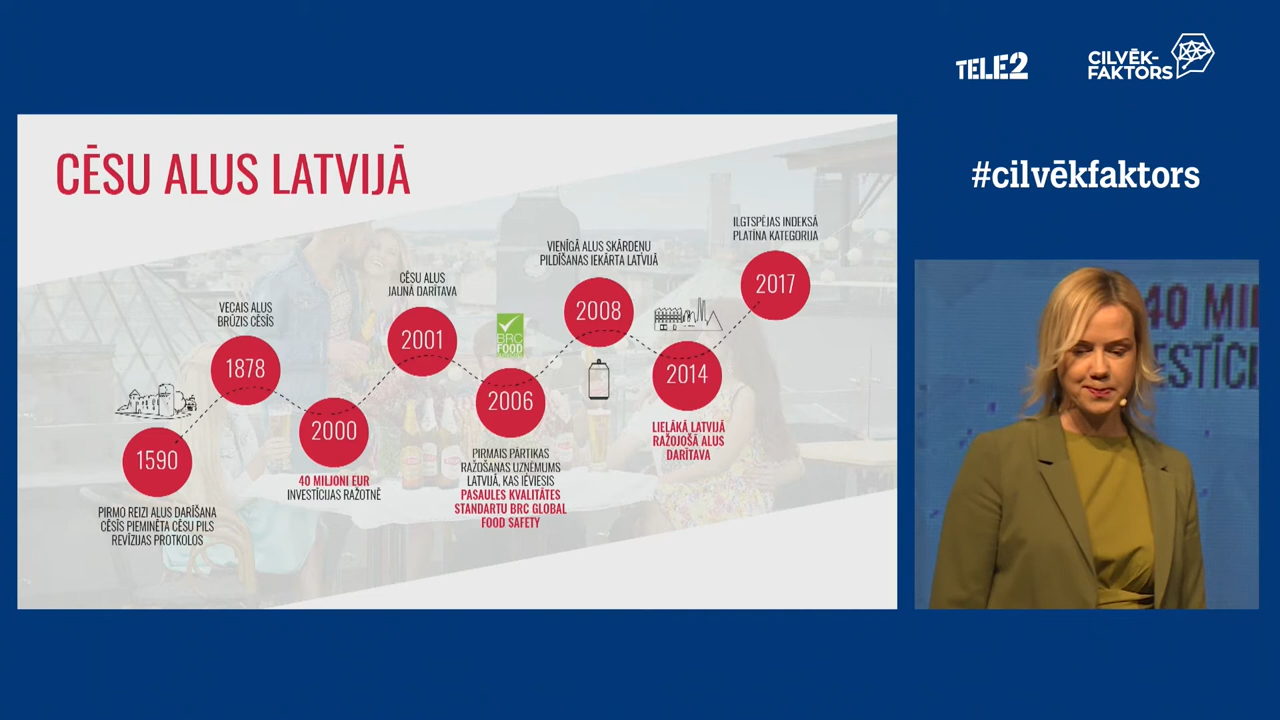 TELE2
CILVĒK-
FAKTORS
#cilvēkfaktors
CĒSU ALUS LATVIJĀ
1590
PIRMO REIZI ALUS DARĪŠANA
CĒSĪS PIEMINĒTA CĒSU PILS
REVĪZIJAS PROTKOLOS
VECAIS ALUS
BRŪZIS CĒSĪS
1878
2000
40 MILJONI EUR
INVESTĪCIJAS RAŽOTNĒ
CĒSU ALUS
JAUNĀ DARĪTAVA
2001
BRC
FOOD
2006
PIRMAIS PĀRTIKAS
RAŽOŠANAS UZŅĒMUMS
LATVIJĀ, KAS IEVIESIS
PASAULES KVALITĀTES
STANDARTU BRC GLOBAL
FOOD SAFETY
VIENĪGĀ ALUS SKĀRDEŅU
PILDĪŠANAS IEKĀRTA LATVIJĀ
2008
2014
LIELĀKĀ LATVIJĀ
RAŽOJOŠĀ ALUS
DARĪTAVA
ILGTSPĒJAS INDEKSĀ
PLATĪNA KATEGORIJA
2017
40 MIL
ESTĪCI